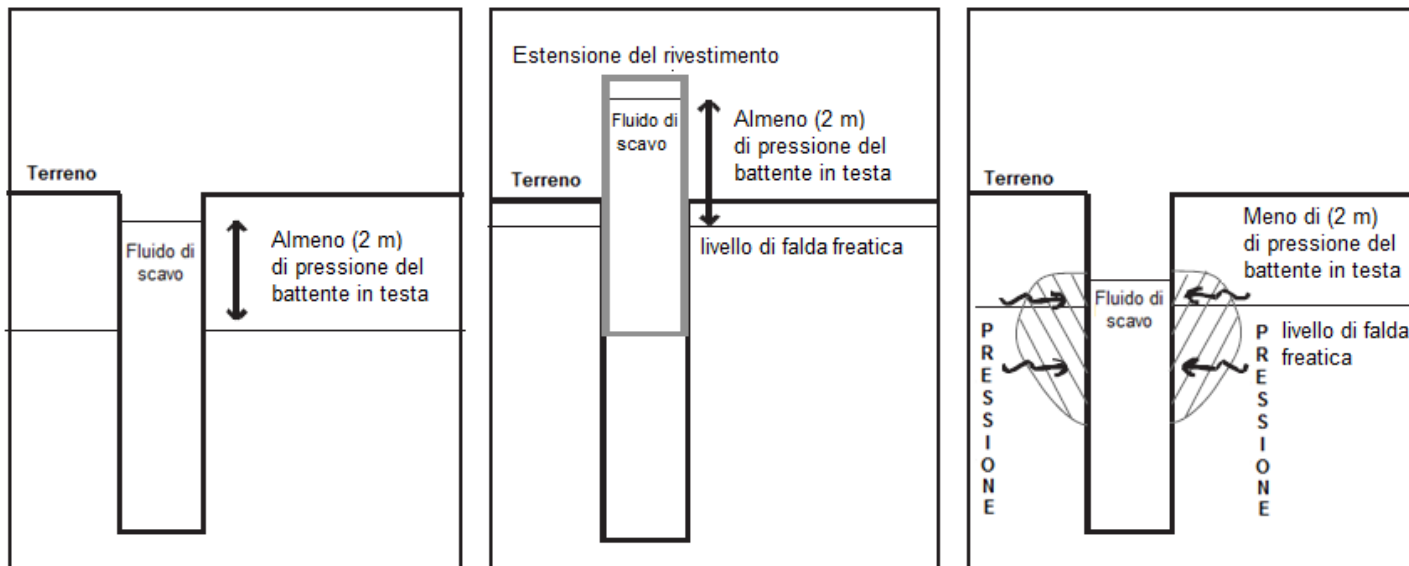 Terreno
Fluido di
scavo
Almeno (2 m)
di pressione del
battente in testa
Estensione del rivestimento
Fluido di
scavo
Almeno (2 m)
di pressione del
battente in testa
Terreno
livello di falda freatica
Terreno
Meno di (2 m)
di pressione del
battente in testa
Fluido di
scavo
PRESSIONE
PRESSIONE
livello di falda
freatica